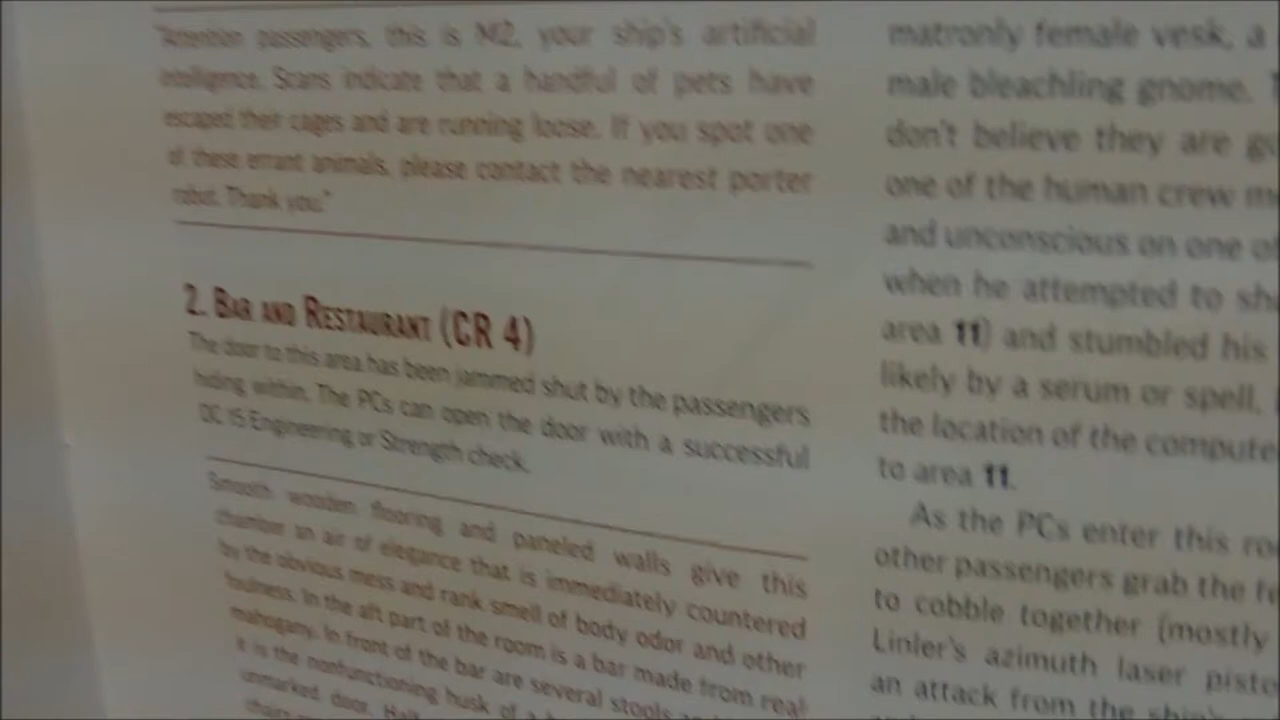 "Attention passengers, this is M2, your ship's artificial
intelligence. Scans indicate that a handful of pets have
escaped their cages and are running loose. If you spot one
of these errant animals, please contact the nearest porter
robot. Thank you."
2. BAR AND RESTAURANT (CR 4)
The door to this area has been jammed shut by the passengers
hiding within. The PCs can open the door with a successful
DC 15 Engineering or Strength check.
Smooth wooden flooring and paneled walls give this
chamber an air of elegance that is immediately countered
by the obvious mess and rank smell of body odor and other
foulness. In the aft part of the room is a bar made from real
mahogany. In front of the bar are several stools
it is the nonfunctioning husk of a
unmarked door.
matronly female vesk, a
male bleachling gnome.
don't believe they are
one of the human crew
and unconscious on one
when he attempted to
area 11) and stumbled his
likely by a serum or spell.
the location of the
to area 11.
As the PCs enter this
other passengers grab the
to cobble together (mostly
Linler's azimuth laser
an attack from the